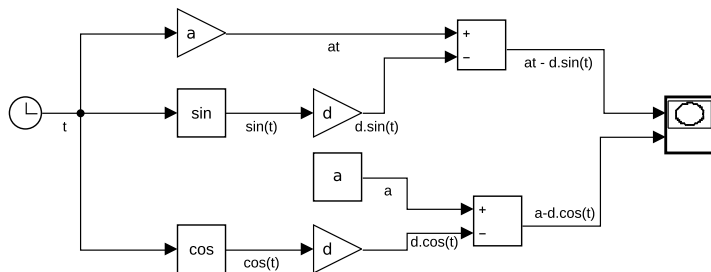 a
+
at
−
at - d.sin(t)
sin
d
t
sin(t)
d.sin(t)
a
a
+
a-d.cos(t)
−
d.cos(t)
cos
d
cos(t)